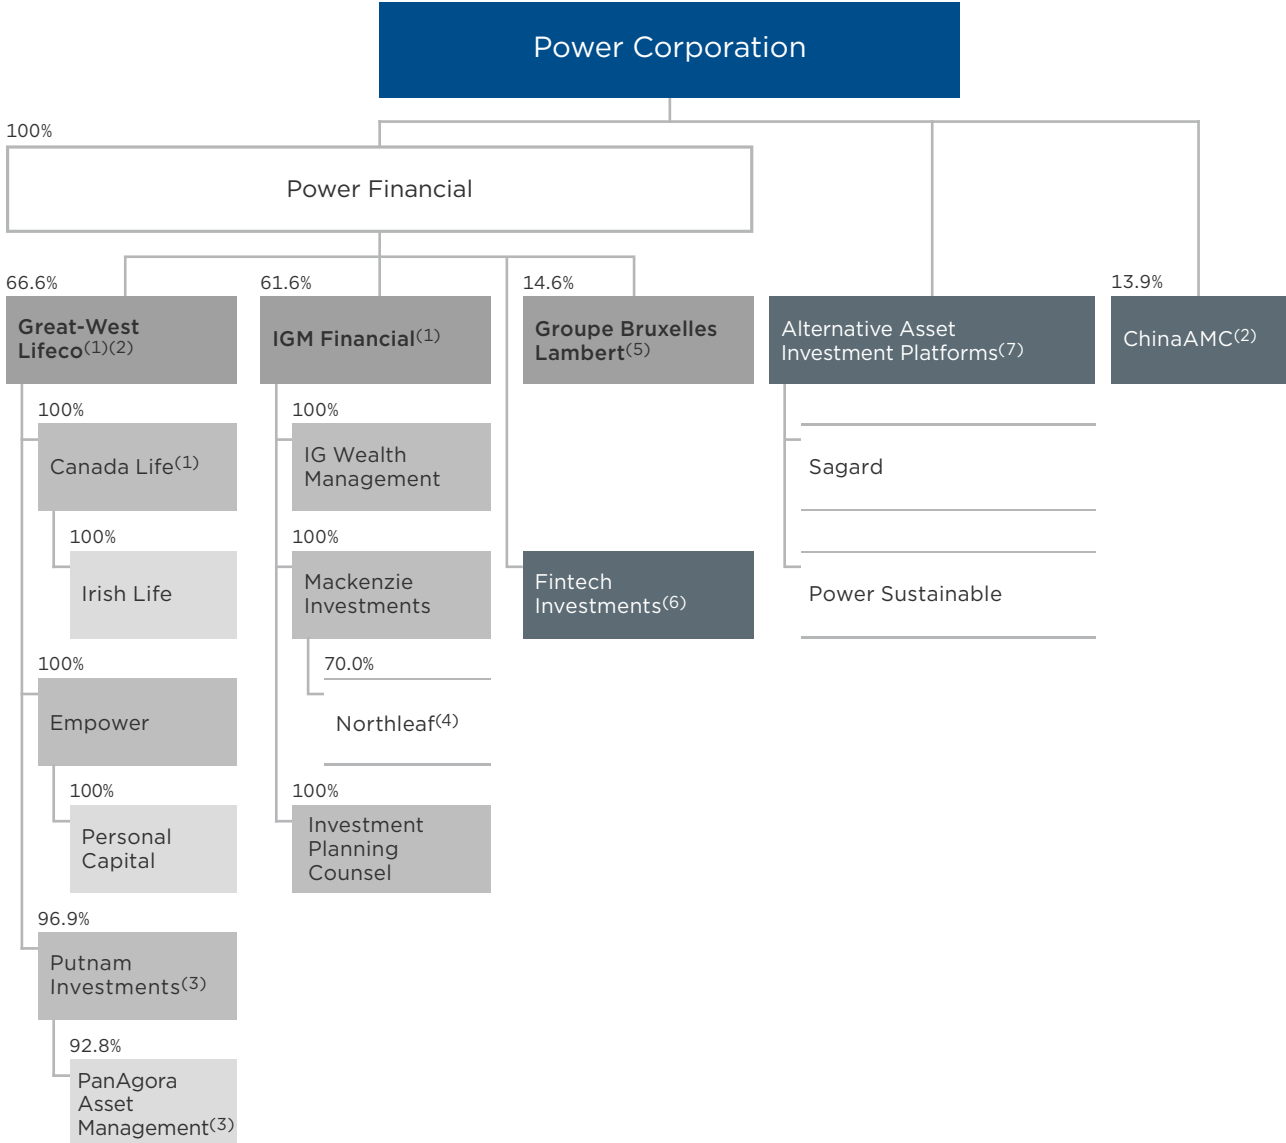 Power Corporation
100%
Power Financial
66.6%
Great-West
Lifeco(1)(2)
100%
Canada Life(1)
100%
Irish Life
100%
Empower
100%
Personal
Capital
96.9%
Putnam
Investments(3)
92.8%
PanAgora
Asset
Management(3)
61.6%
IGM Financial(1)
100%
IG Wealth
Management
100%
Mackenzie
Investments
70.0%
Northleaf(4)
100%
Investment
Planning
Counsel
14.6%
Groupe Bruxelles
Lambert(5)
Fintech
Investments(6)
Alternative Asset
Investment Platforms(7)
Sagard
Power Sustainable
13.9%
ChinaAMC(2)